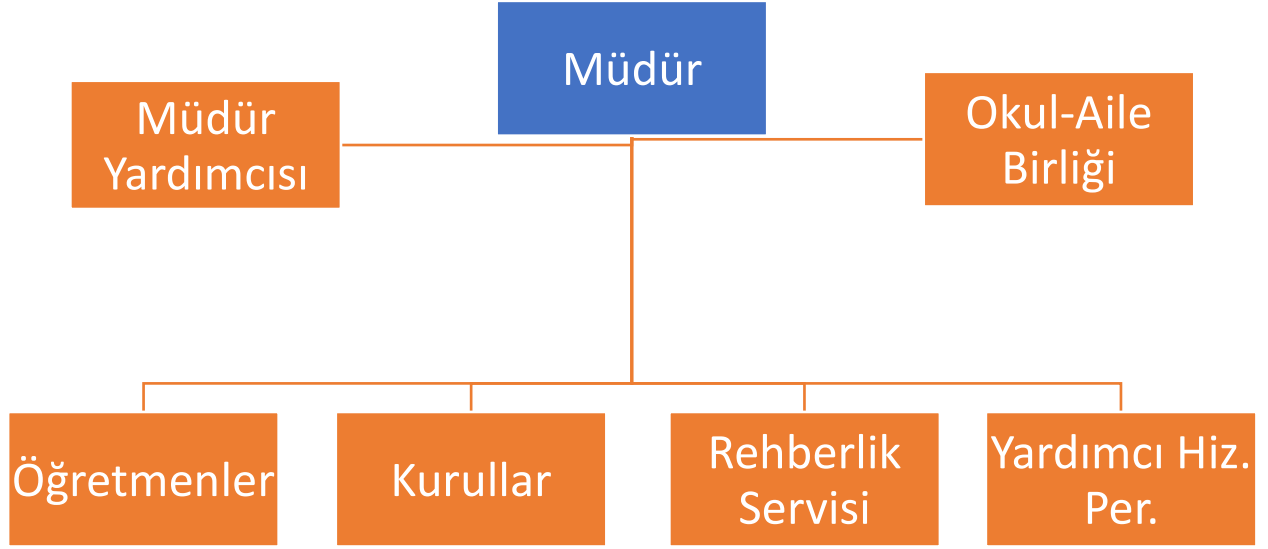 Müdür
Müdür
Yardımcısı
Okul-Aile
Birliği
Öğretmenler
Kurullar
Rehberlik
Servisi
Yardımcı Hiz.
Per.